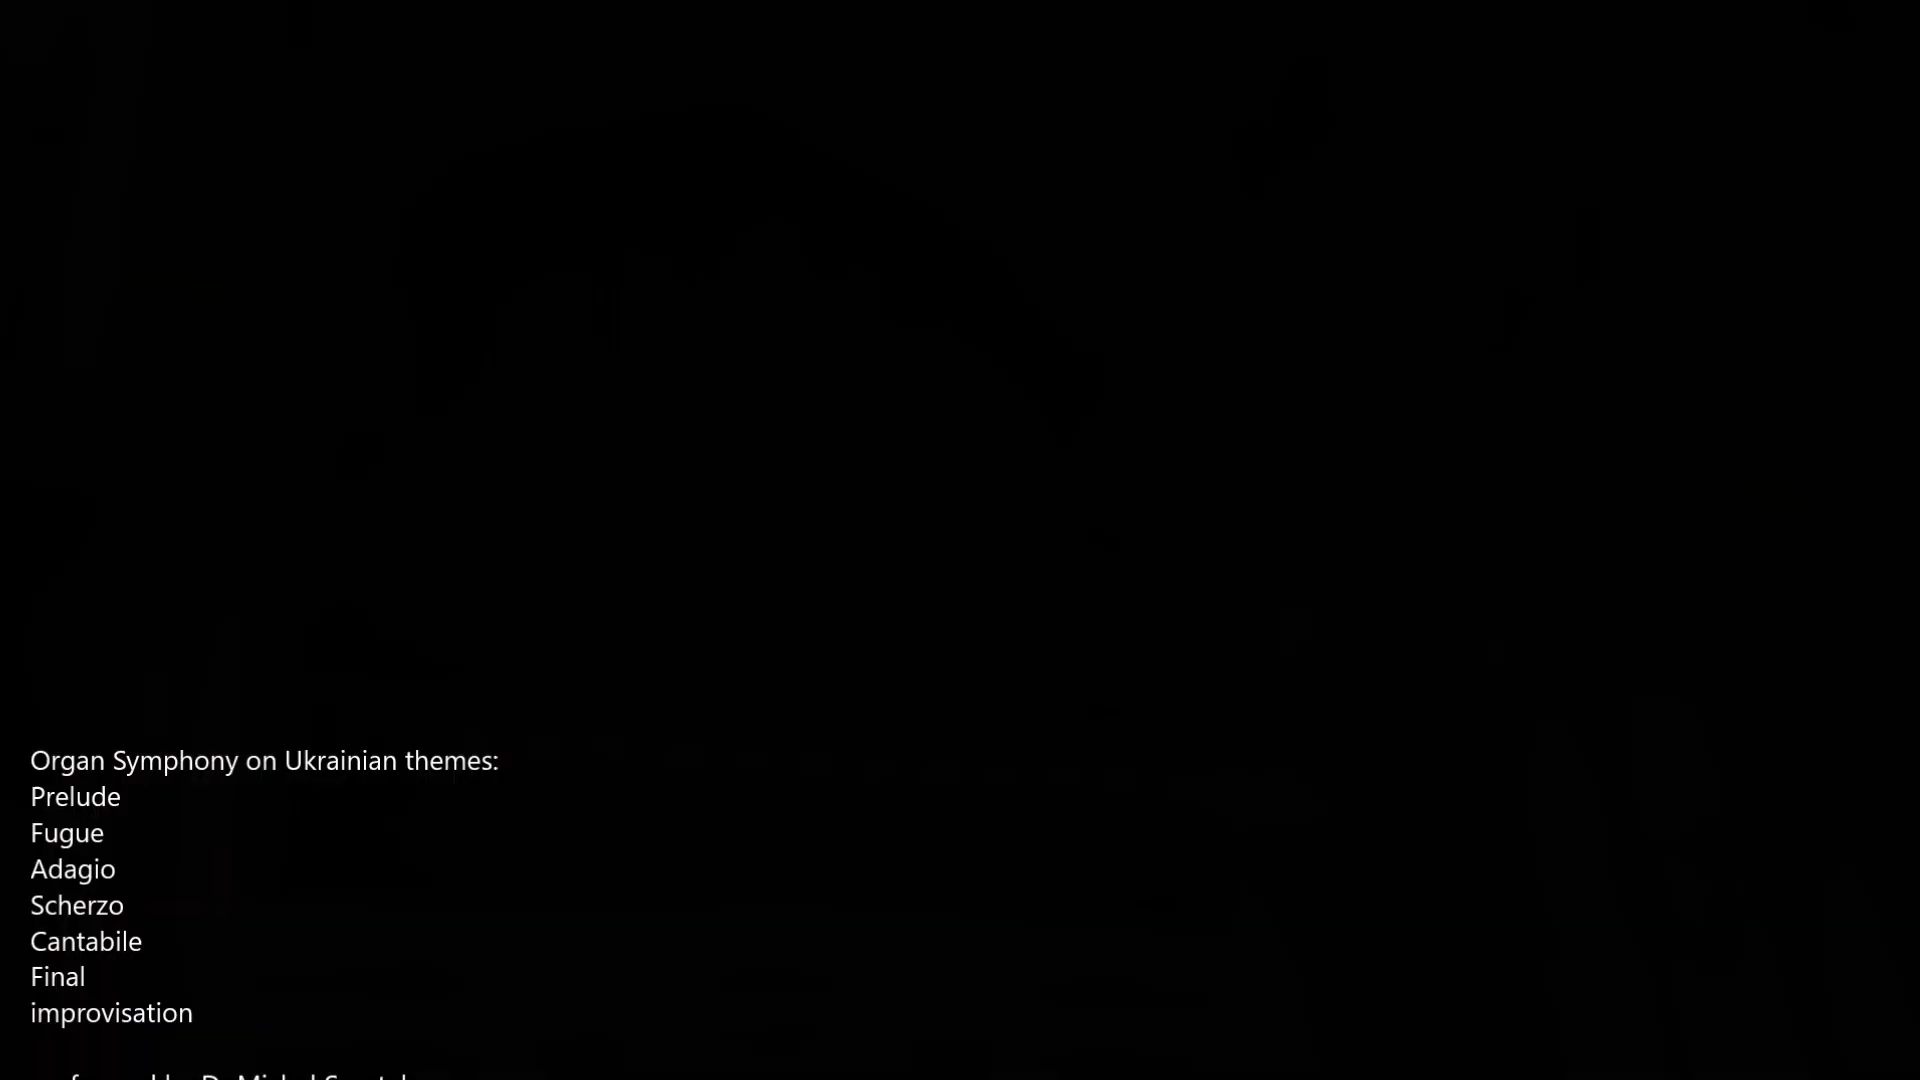 Organ Symphony on Ukrainian themes:
Prelude
Fugue
Adagio
Scherzo
Cantabile
Final
improvisation